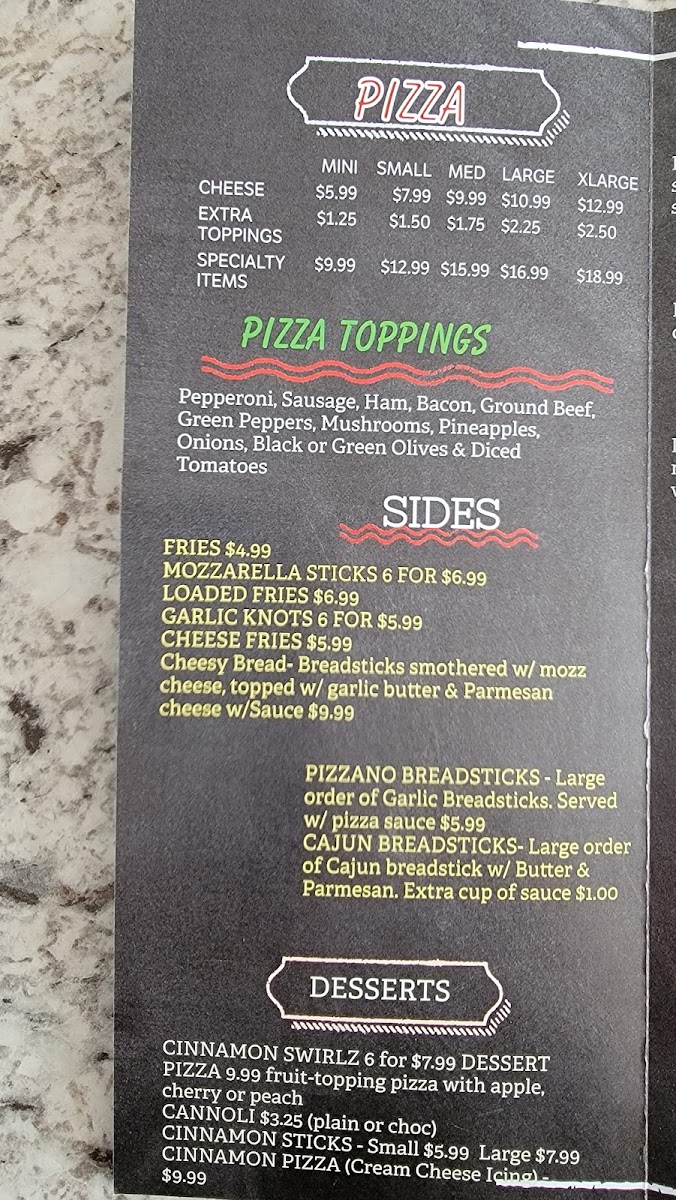 PIZZA
MINI SMALL MED LARGE XLARGE
CHEESE $5.99 $7.99 $9.99 $10.99 $12.99
EXTRA TOPPINGS $1.25 $1.50 $1.75 $2.25 $2.50
SPECIALTY ITEMS $9.99 $12.99 $15.99 $16.99 $18.99
PIZZA TOPPINGS
Pepperoni, Sausage, Ham, Bacon, Ground Beef,
Green Peppers, Mushrooms, Pineapples,
Onions, Black or Green Olives & Diced
Tomatoes
SIDES
FRIES $4.99
MOZZARELLA STICKS 6 FOR $6.99
LOADED FRIES $6.99
GARLIC KNOTS 6 FOR $5.99
CHEESE FRIES $5.99
Cheesy Bread- Breadsticks smothered w/ mozz
cheese, topped w/ garlic butter & Parmesan
cheese w/Sauce $9.99
PIZZANO BREADSTICKS - Large
order of Garlic Breadsticks. Served
w/ pizza sauce $5.99
CAJUN BREADSTICKS- Large order
of Cajun breadstick w/ Butter &
Parmesan. Extra cup of sauce $1.00
DESSERTS
CINNAMON SWIRLZ 6 for $7.99 DESSERT
PIZZA 9.99 fruit-topping pizza with apple,
cherry or peach
CANNOLI $3.25 (plain or choc)
CINNAMON STICKS - Small $5.99 Large $7.99
CINNAMON PIZZA (Cream Cheese Icing) -
$9.99